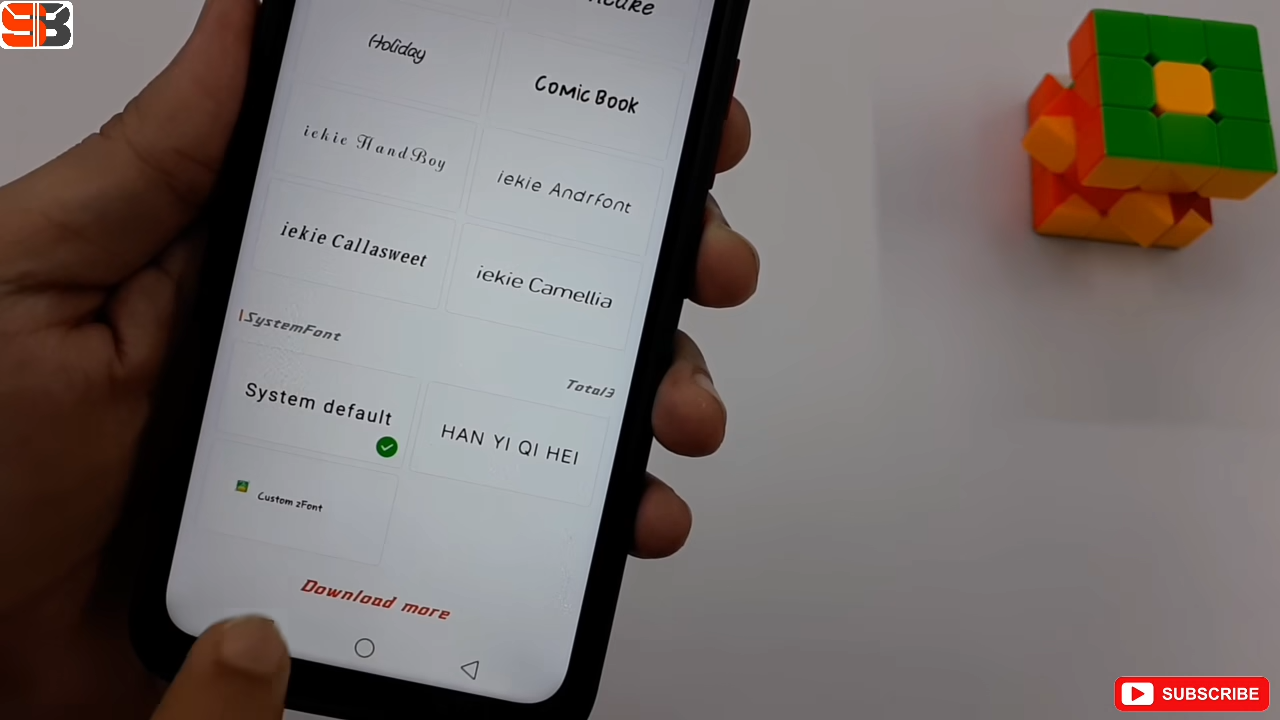 SB
Holiday
Comic Book
iekie HandBoy
iekie Andrfont
iekie Callasweet
iekie Camellia
SystemFont
Total3
System default
HAN YI QI HEI
Custom zFont
Download more
SUBSCRIBE